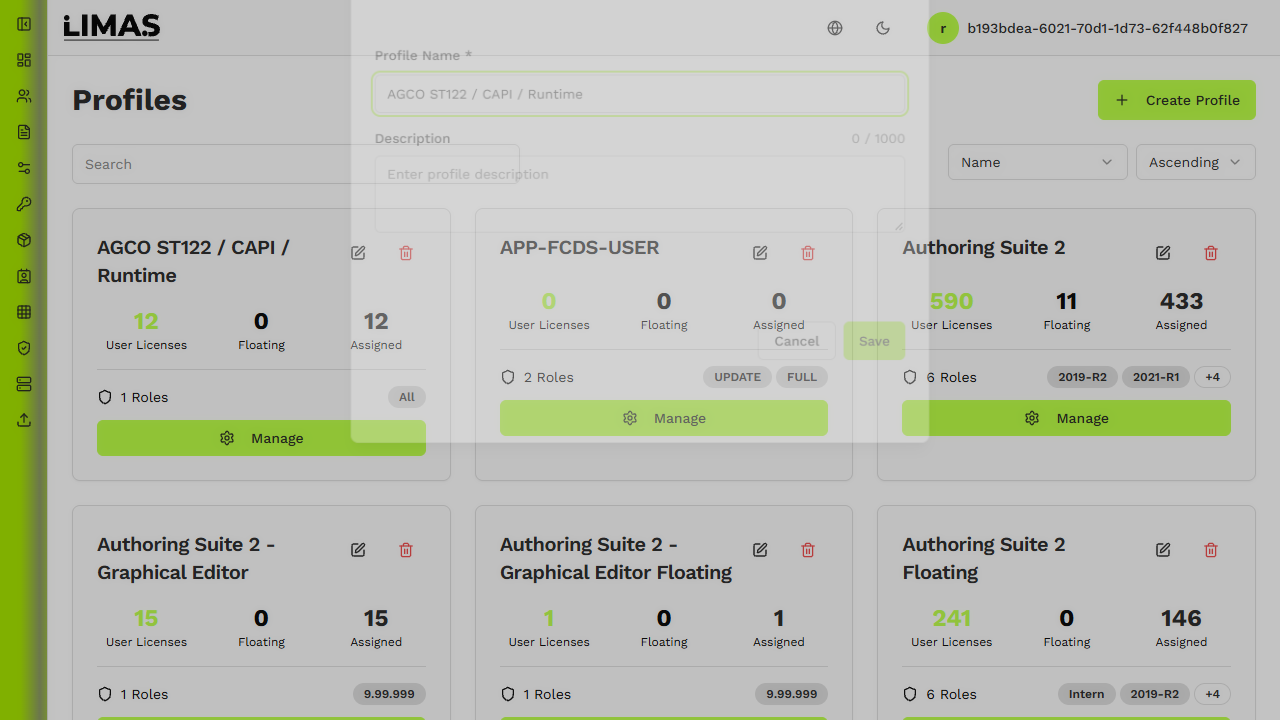 LIMAS
r
b193bdea-6021-70d1-1d73-62f448b0f827
Profile Name *
AGCO ST122 / CAPI / Runtime
Description
0 / 1000
Enter profile description
Cancel
Save
Profiles
Create Profile
Search
Name
Ascending
AGCO ST122 / CAPI /
Runtime
12
0
12
User Licenses
Floating
Assigned
1 Roles
All
Manage
APP-FCDS-USER
0
0
0
User Licenses
Floating
Assigned
2 Roles
UPDATE
FULL
Manage
Authoring Suite 2
590
11
433
User Licenses
Floating
Assigned
6 Roles
2019-R2
2021-R1
+4
Manage
Authoring Suite 2 -
Graphical Editor
15
0
15
User Licenses
Floating
Assigned
1 Roles
9.99.999
Authoring Suite 2 -
Graphical Editor Floating
1
0
1
User Licenses
Floating
Assigned
1 Roles
9.99.999
Authoring Suite 2
Floating
241
0
146
User Licenses
Floating
Assigned
6 Roles
Intern
2019-R2
+4